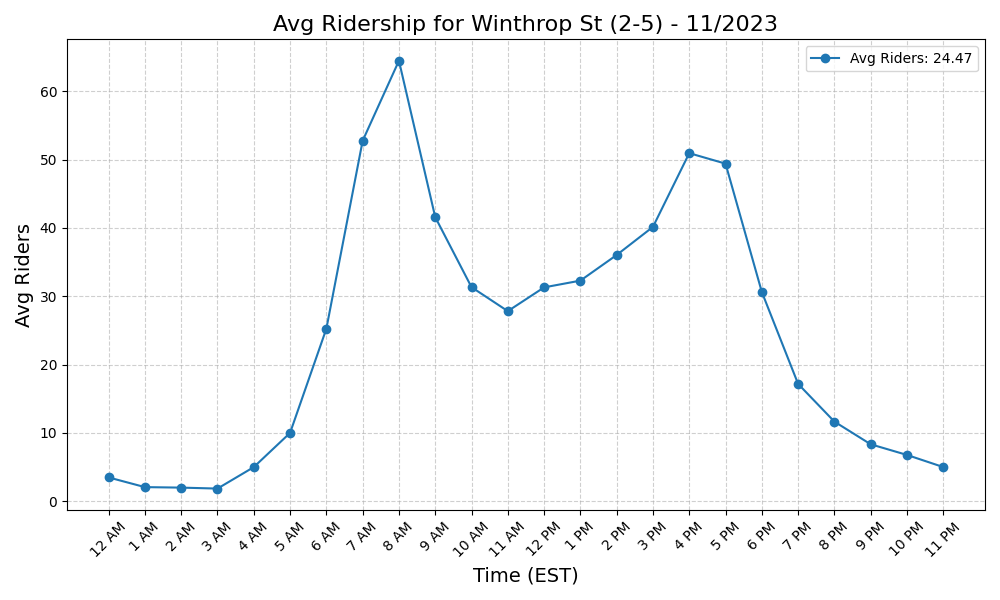 Avg Ridership for Winthrop St (2-5) - 11/2023
Avg Riders: 24.47
Avg Riders
60
50
40
30
20
10
0
12 AM
1 AM
2 AM
3 AM
4 AM
5 AM
6 AM
7 AM
8 AM
9 AM
10 AM
11 AM
12 PM
1 PM
2 PM
3 PM
4 PM
5 PM
6 PM
7 PM
8 PM
9 PM
10 PM
11 PM
Time (EST)